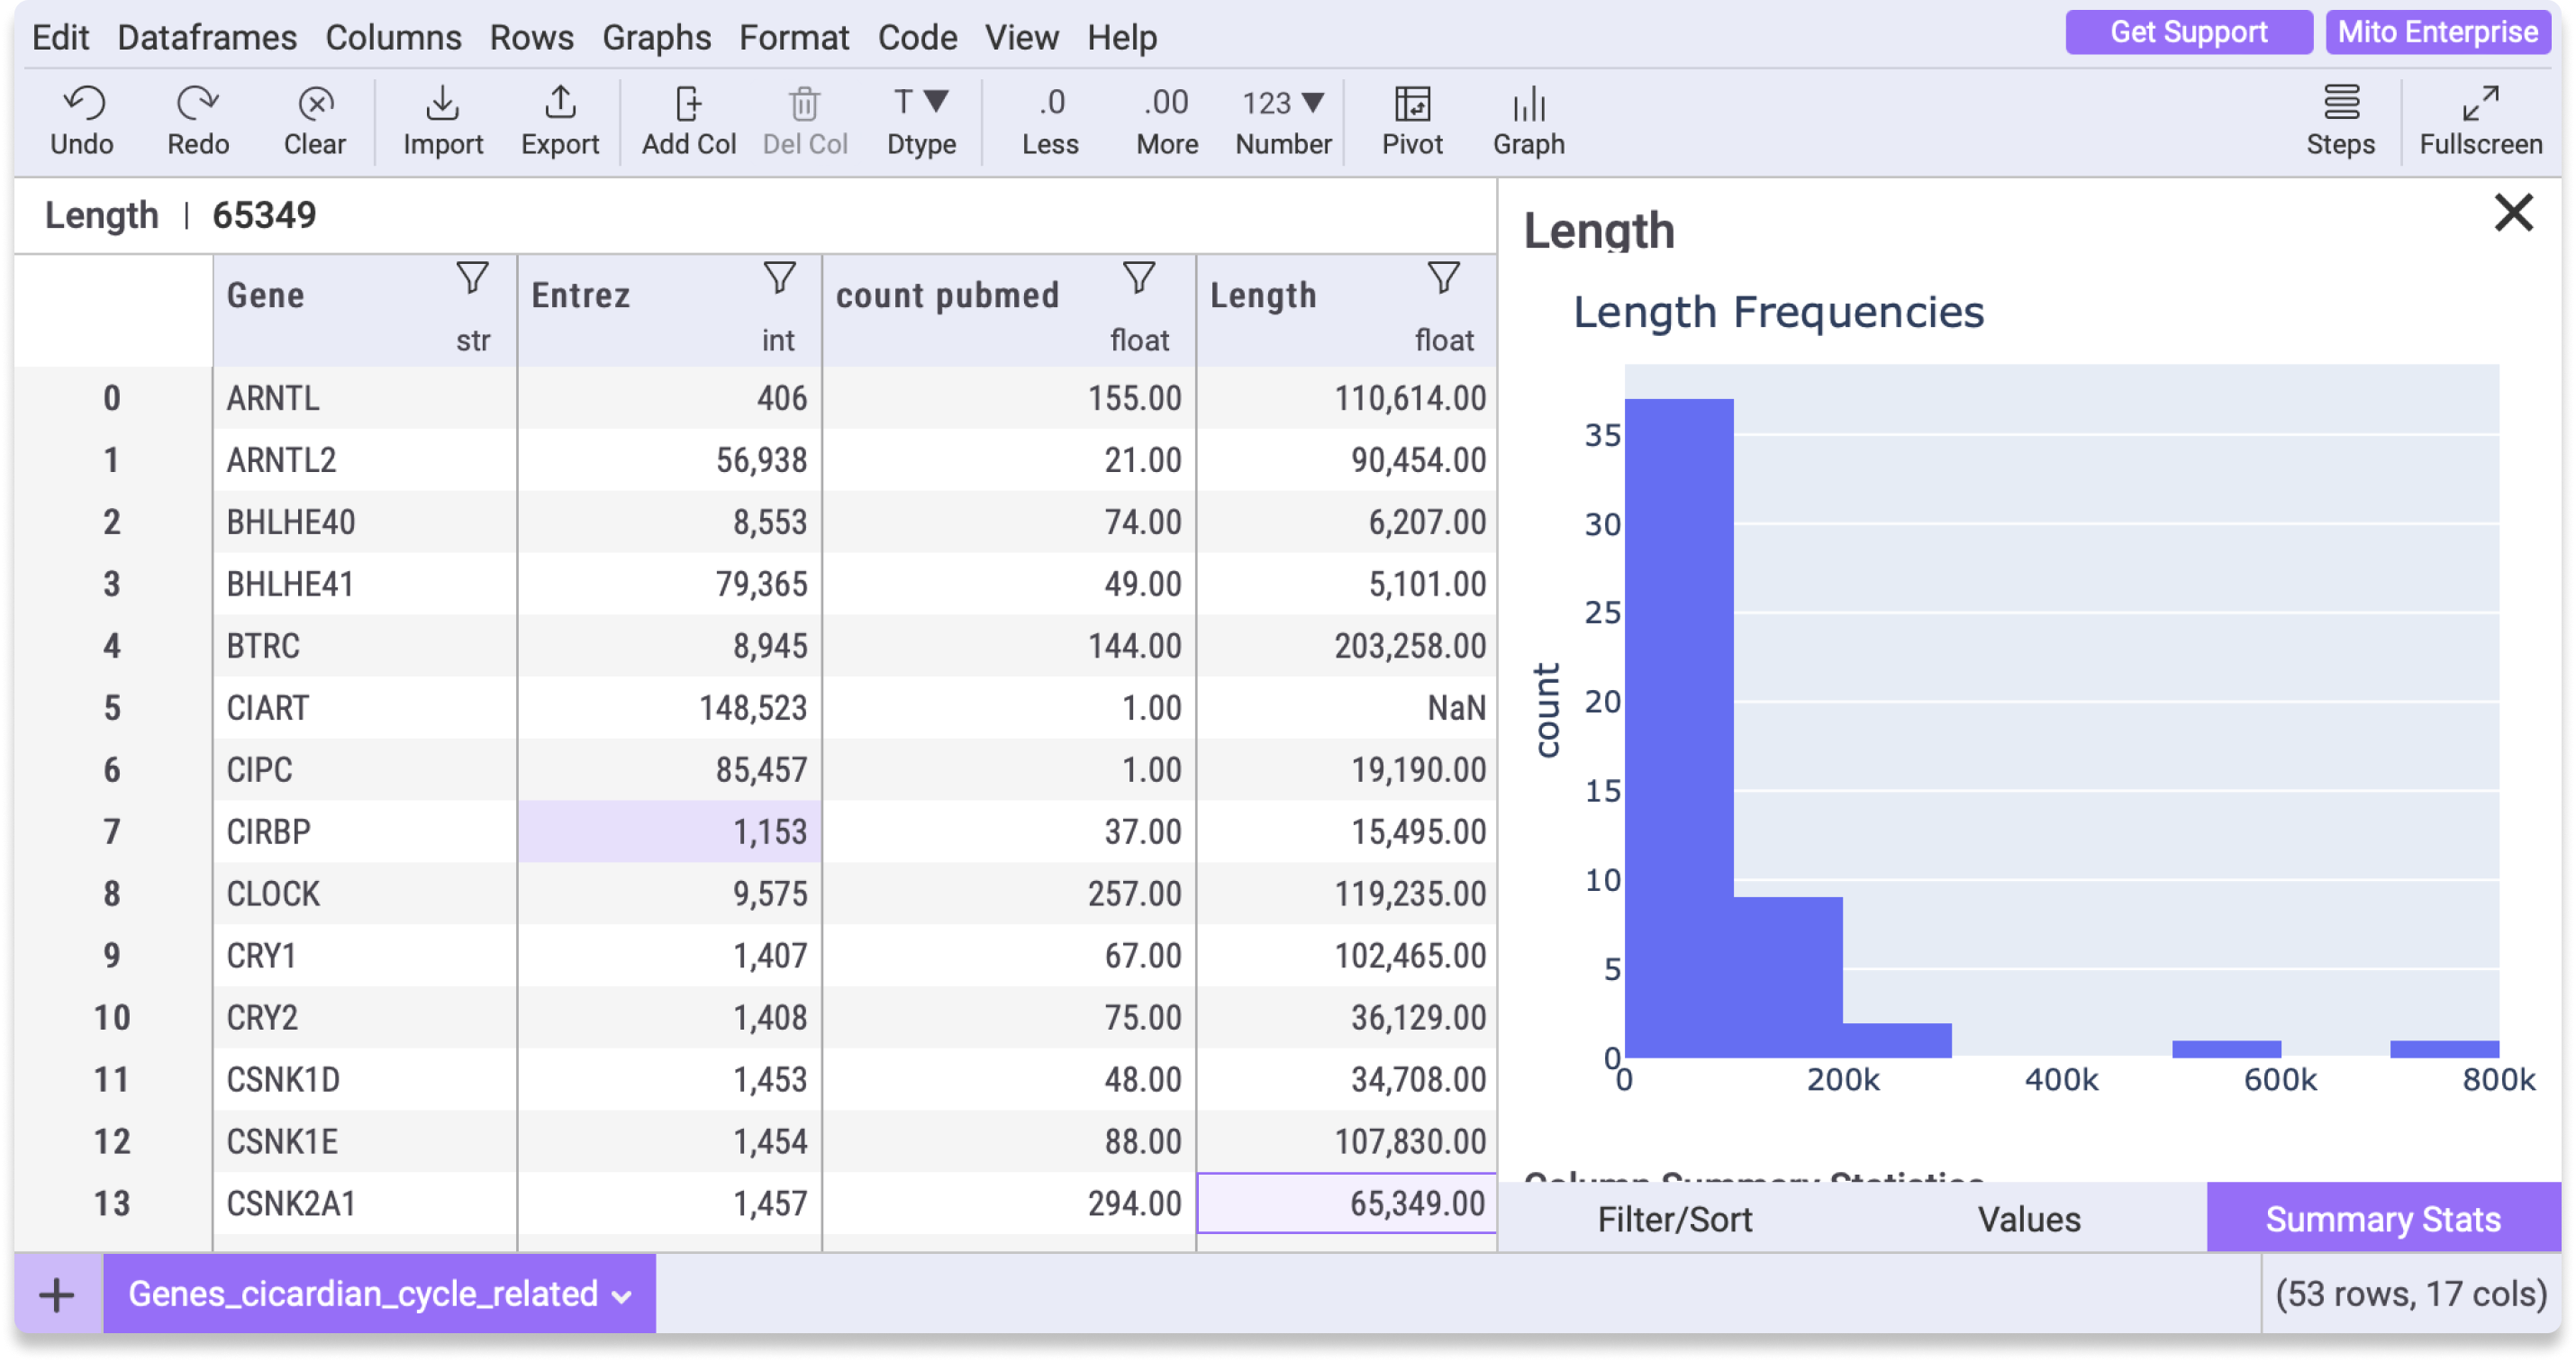 Edit Dataframes Columns Rows Graphs Format Code View Help Get Support Mito Enterprise
T .0 .00 123
Undo Redo Clear Import Export Add Col Del Col Dtype Less More Number Pivot Graph Steps Fullscreen
Length | 65349
Gene Entrez count pubmed Length
str int float float
0 ARNTL 406 155.00 110,614.00
1 ARNTL2 56,938 21.00 90,454.00
2 BHLHE40 8,553 74.00 6,207.00
3 BHLHE41 79,365 49.00 5,101.00
4 BTRC 8,945 144.00 203,258.00
5 CIART 148,523 1.00 NaN
6 CIPC 85,457 1.00 19,190.00
7 CIRBP 1,153 37.00 15,495.00
8 CLOCK 9,575 257.00 119,235.00
9 CRY1 1,407 67.00 102,465.00
10 CRY2 1,408 75.00 36,129.00
11 CSNK1D 1,453 48.00 34,708.00
12 CSNK1E 1,454 88.00 107,830.00
13 CSNK2A1 1,457 294.00 65,349.00
Length
Length Frequencies
35
30
25
20
15
10
5
0
count
0 200k 400k 600k 800k
Column Summary Statistics
Filter/Sort Values Summary Stats
+ Genes_cicardian_cycle_related (53 rows, 17 cols)